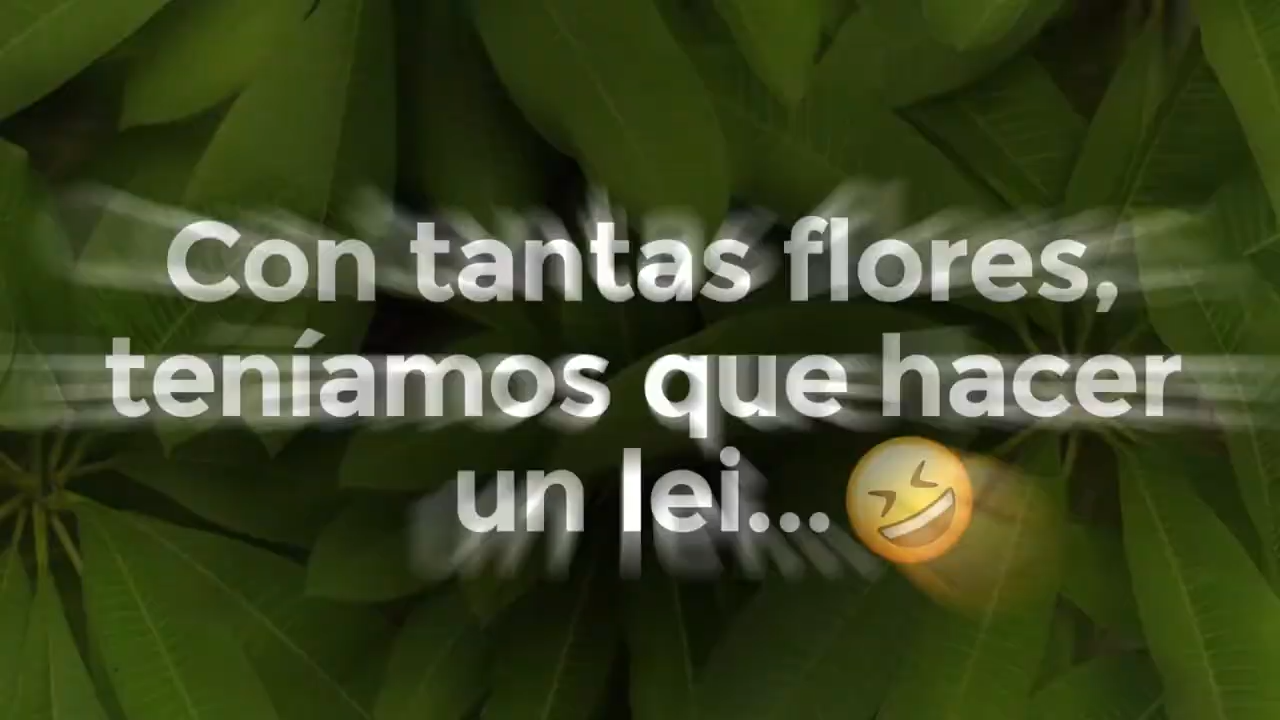 Con tantas flores,
teníamos que hacer
un lei...🤣